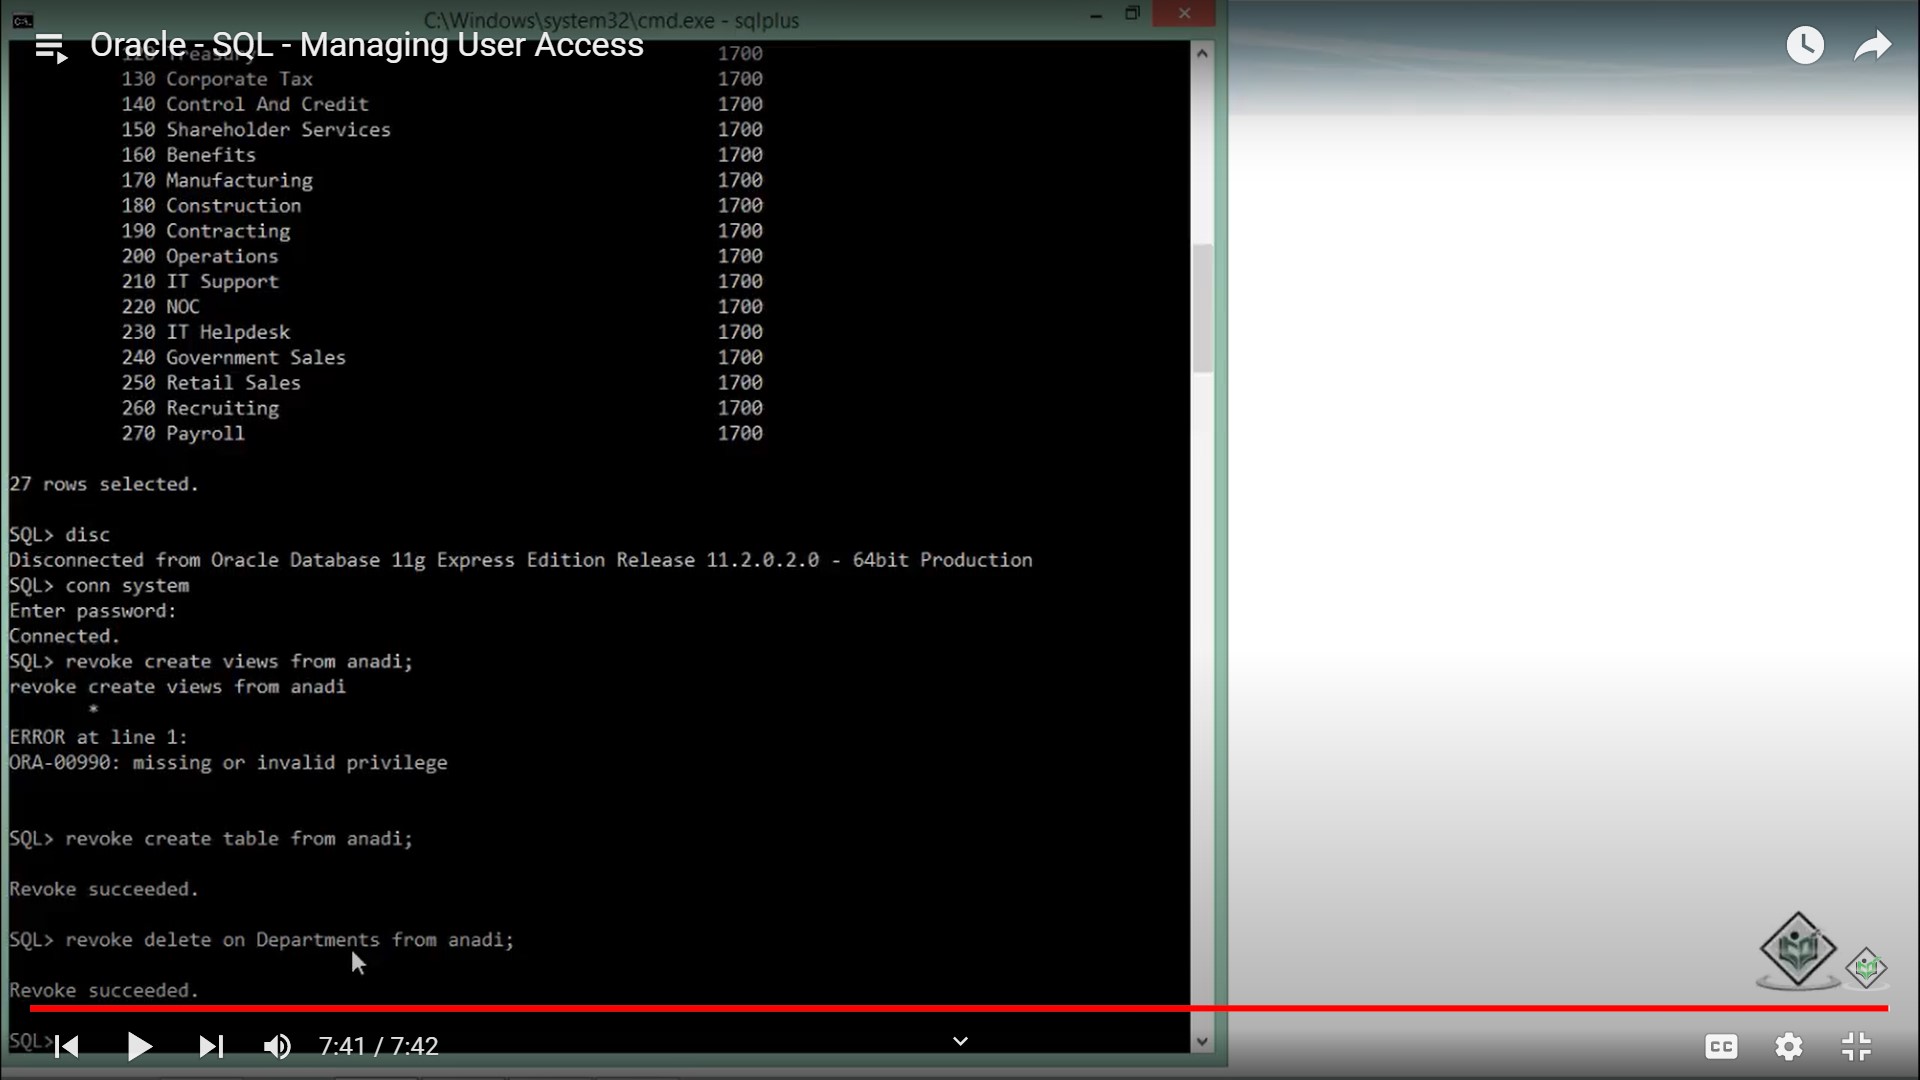 C:\Windows\system32\cmd.exe - sqlplus
Oracle - SQL - Managing User Access
120 Treasury 1700
130 Corporate Tax 1700
140 Control And Credit 1700
150 Shareholder Services 1700
160 Benefits 1700
170 Manufacturing 1700
180 Construction 1700
190 Contracting 1700
200 Operations 1700
210 IT Support 1700
220 NOC 1700
230 IT Helpdesk 1700
240 Government Sales 1700
250 Retail Sales 1700
260 Recruiting 1700
270 Payroll 1700
27 rows selected.
SQL> disc
Disconnected from Oracle Database 11g Express Edition Release 11.2.0.2.0 - 64bit Production
SQL> conn system
Enter password:
Connected.
SQL> revoke create views from anadi;
revoke create views from anadi
*
ERROR at line 1:
ORA-00990: missing or invalid privilege
SQL> revoke create table from anadi;
Revoke succeeded.
SQL> revoke delete on Departments from anadi;
Revoke succeeded.
SQL>
7:41 / 7:42
CC